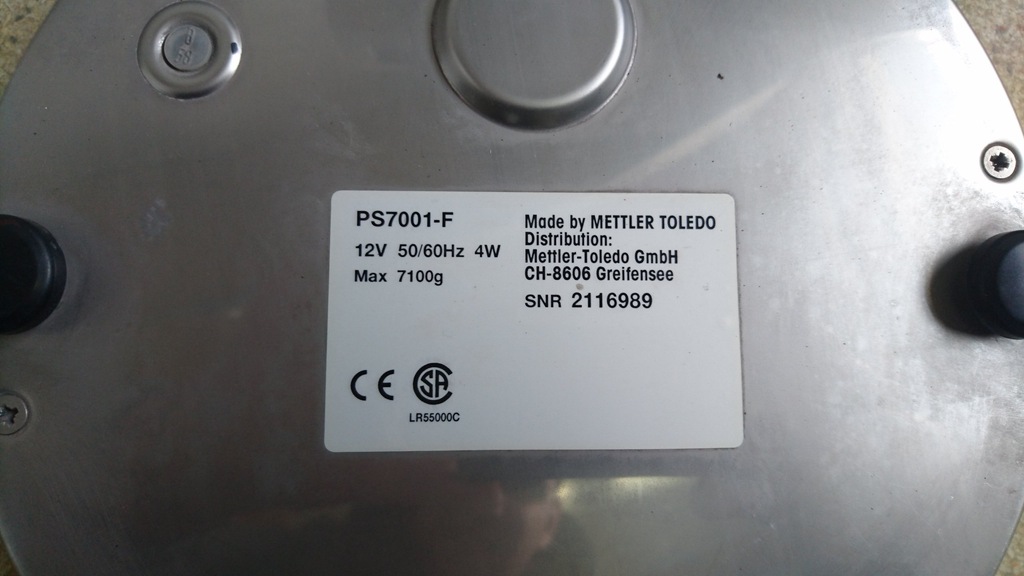 PS7001-F
12V 50/60Hz 4W
Max 7100g
Made by METTLER TOLEDO
Distribution:
Mettler-Toledo GmbH
CH-8606 Greifensee
SNR 2116989
CE SA
LR55000C